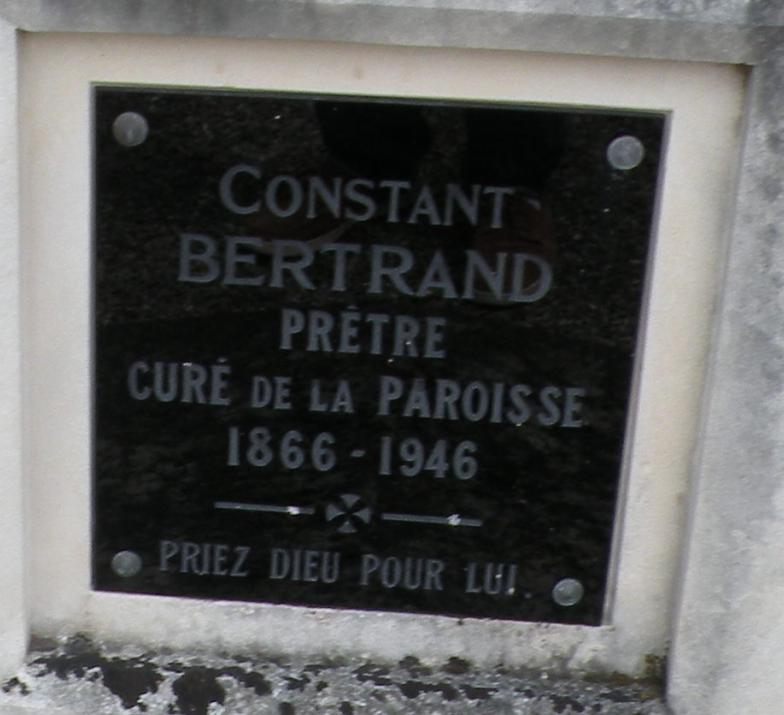 CONSTANT
BERTRAND
PRÊTRE
CURÉ DE LA PAROISSE
1866 - 1946
PRIEZ DIEU POUR LUI.